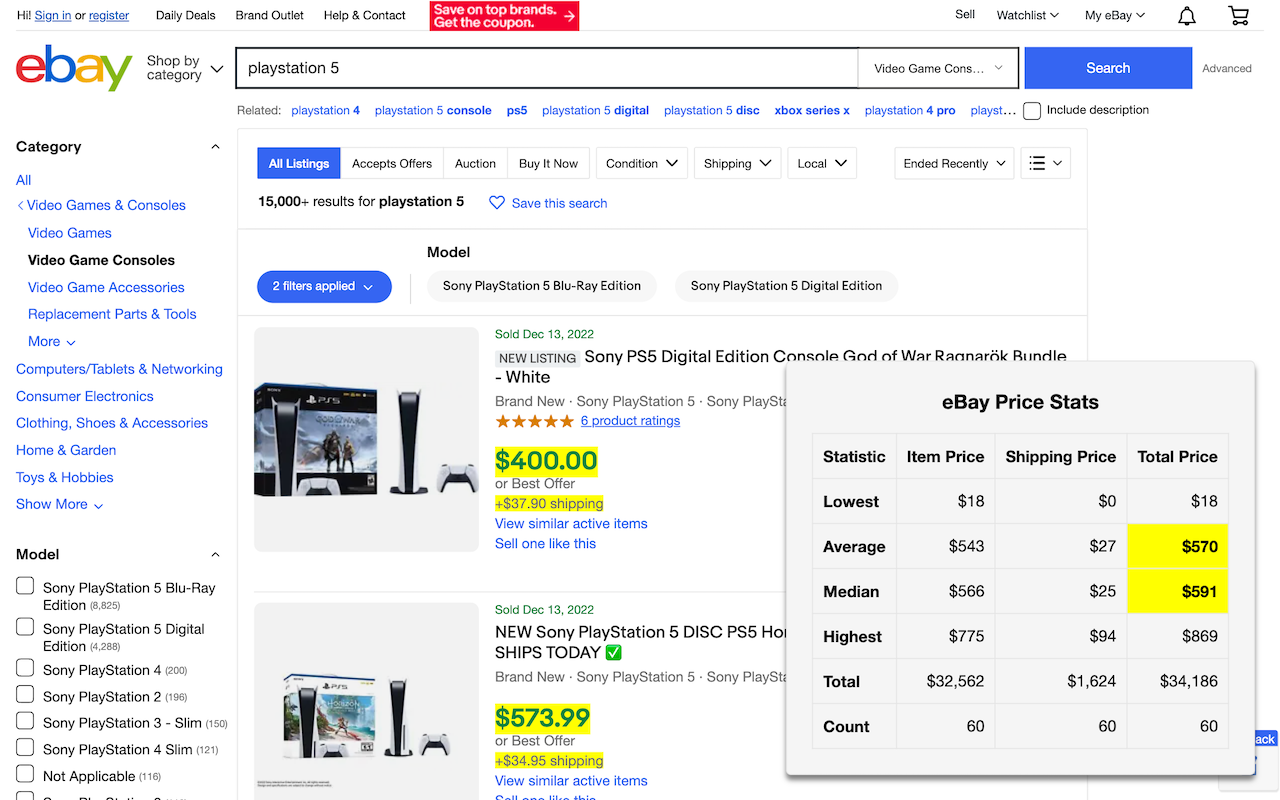 Hi! Sign in or register
Daily Deals
Brand Outlet
Help & Contact
Save on top brands.
Get the coupon.
Sell
Watchlist
My eBay
ebay
Shop by
category
playstation 5
Video Game Cons...
Search
Advanced
Related: playstation 4 playstation 5 console ps5 playstation 5 digital playstation 5 disc xbox series x playstation 4 pro playst...
Include description
Category
All
Video Games & Consoles
Video Games
Video Game Consoles
Video Game Accessories
Replacement Parts & Tools
More
Computers/Tablets & Networking
Consumer Electronics
Clothing, Shoes & Accessories
Home & Garden
Toys & Hobbies
Show More
Model
Sony PlayStation 5 Blu-Ray
Edition (8,825)
Sony PlayStation 5 Digital
Edition (4,288)
Sony PlayStation 4 (200)
Sony PlayStation 2 (196)
Sony PlayStation 3 - Slim (150)
Sony PlayStation 4 Slim (121)
Not Applicable (116)
All Listings
Accepts Offers
Auction
Buy It Now
Condition
Shipping
Local
Ended Recently
15,000+ results for playstation 5
Save this search
Model
2 filters applied
Sony PlayStation 5 Blu-Ray Edition
Sony PlayStation 5 Digital Edition
PS5
Sold Dec 13, 2022
NEW LISTING Sony PS5 Digital Edition Console God of War Ragnarök Bundle
- White
Brand New · Sony PlayStation 5 · Sony PlaySta
6 product ratings
$400.00
or Best Offer
+$37.90 shipping
View similar active items
Sell one like this
PS5
HORIZON
Sold Dec 13, 2022
NEW Sony PlayStation 5 DISC PS5 Hor
SHIPS TODAY ✅
Brand New · Sony PlayStation 5 · Sony PlaySta
$573.99
or Best Offer
+$34.95 shipping
View similar active items
Sell one like this
eBay Price Stats
Statistic Item Price Shipping Price Total Price
Lowest $18 $0 $18
Average $543 $27 $570
Median $566 $25 $591
Highest $775 $94 $869
Total $32,562 $1,624 $34,186
Count 60 60 60
ack